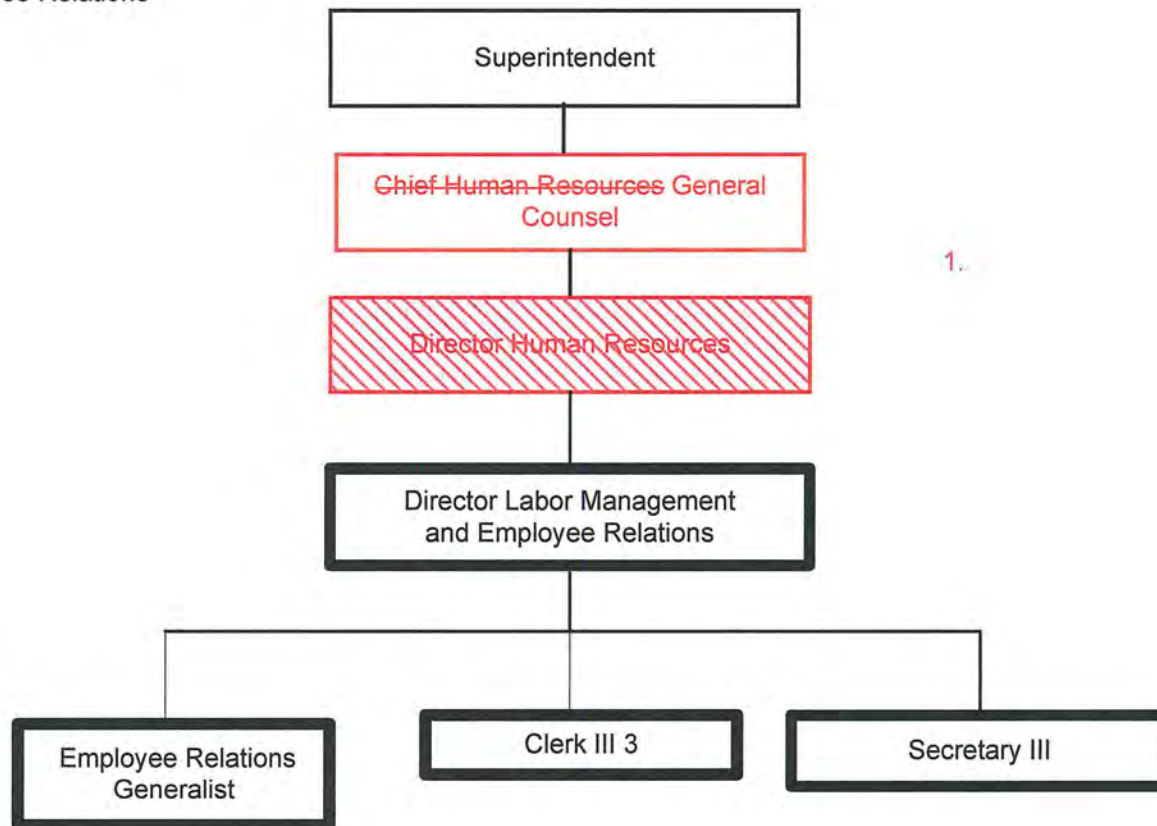 Relations
Superintendent
Chief Human Resources General
Counsel
1.
Director Human Resources
Director Labor Management
and Employee Relations
Employee Relations
Generalist
Clerk III 3
Secretary III